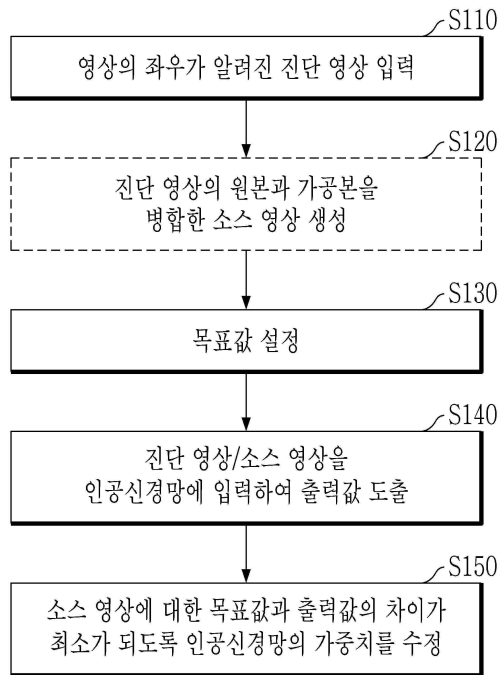 S110
영상의 좌우가 알려진 진단 영상 입력
S120
진단 영상의 원본과 가공본을
병합한 소스 영상 생성
S130
목표값 설정
S140
진단 영상/소스 영상을
인공신경망에 입력하여 출력값 도출
S150
소스 영상에 대한 목표값과 출력값의 차이가
최소가 되도록 인공신경망의 가중치를 수정